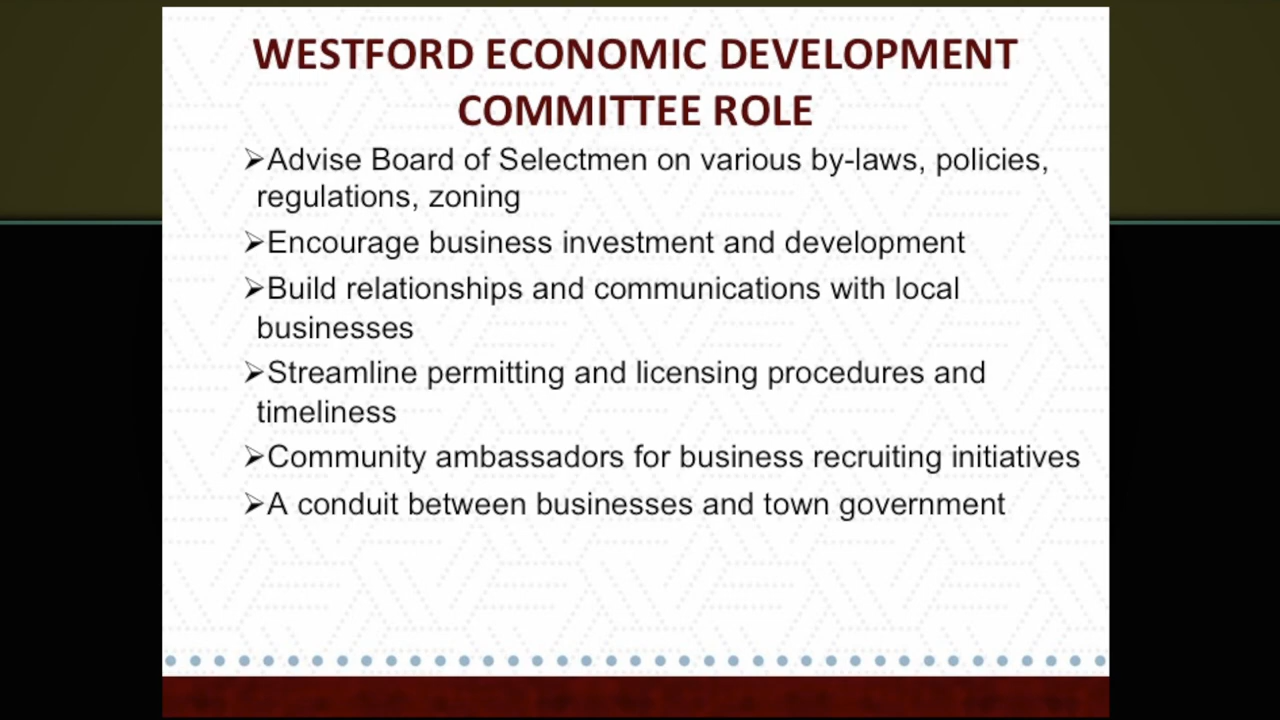 WESTFORD ECONOMIC DEVELOPMENT
COMMITTEE ROLE
➢Advise Board of Selectmen on various by-laws, policies,
regulations, zoning
➢Encourage business investment and development
➢Build relationships and communications with local
businesses
➢Streamline permitting and licensing procedures and
timeliness
➢Community ambassadors for business recruiting initiatives
➢A conduit between businesses and town government